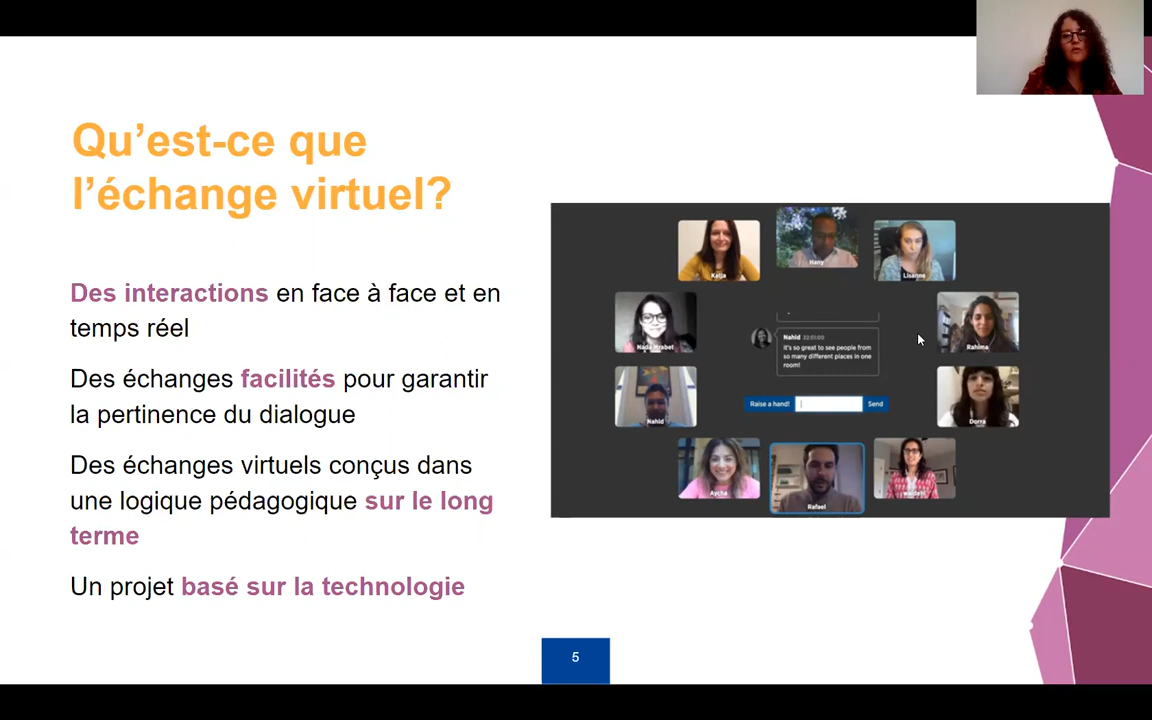 Qu’est-ce que
l’échange virtuel?
Des interactions en face à face et en
temps réel
Des échanges facilités pour garantir
la pertinence du dialogue
Des échanges virtuels conçus dans
une logique pédagogique sur le long
terme
Un projet basé sur la technologie
Katja
Hany
Lisanne
Nada Mrabet
Rahima
Nahid 22:51:00
It's so great to see people from
so many different places in one
room!
Nahid
Raise a hand!
Send
Dorra
Aycha
Rafael
5